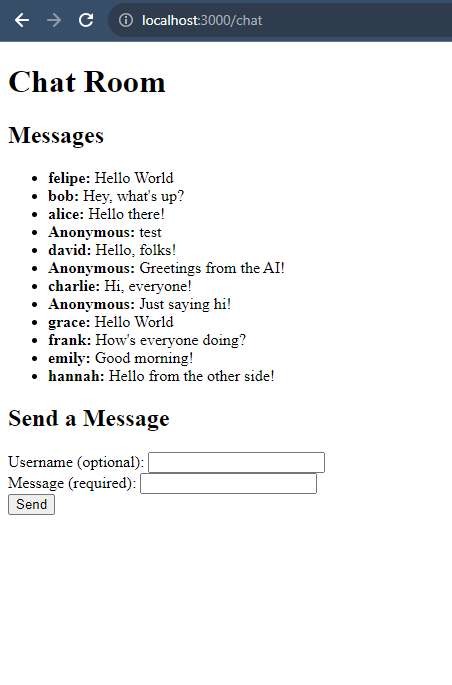 localhost:3000/chat
Chat Room
Messages
felipe: Hello World
bob: Hey, what's up?
alice: Hello there!
Anonymous: test
david: Hello, folks!
Anonymous: Greetings from the AI!
charlie: Hi, everyone!
Anonymous: Just saying hi!
grace: Hello World
frank: How's everyone doing?
emily: Good morning!
hannah: Hello from the other side!
Send a Message
Username (optional):
Message (required):
Send